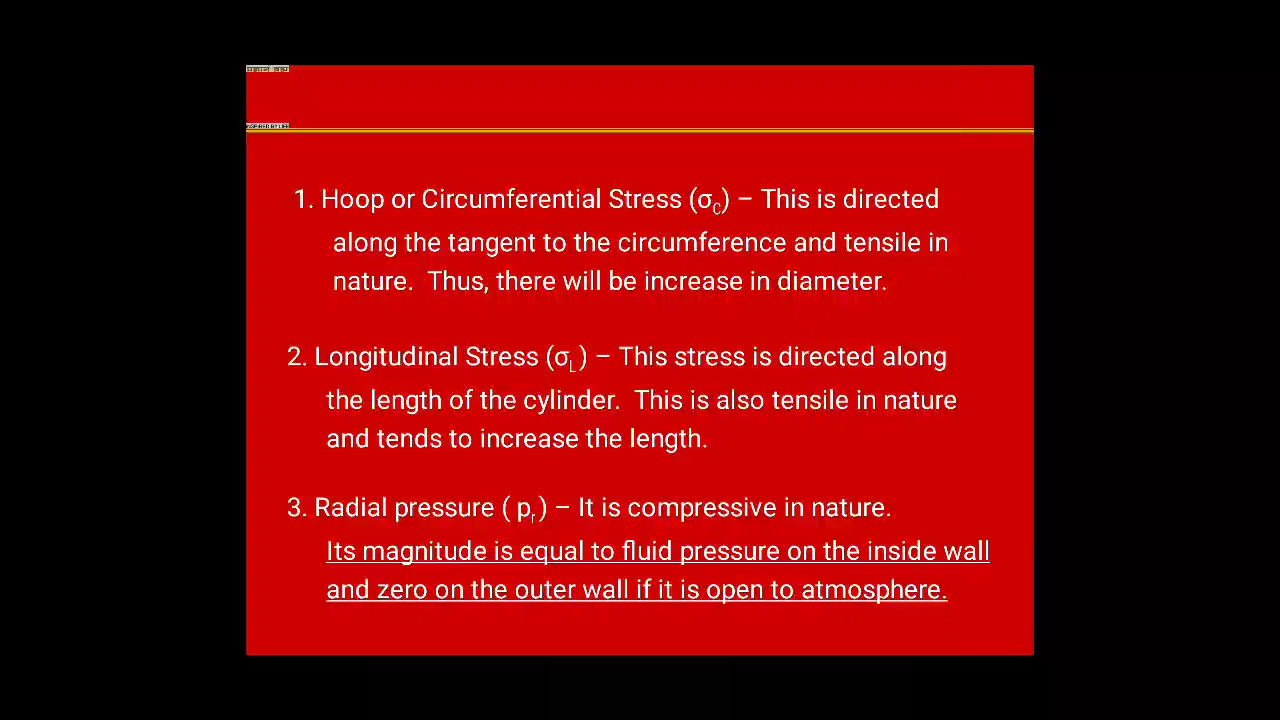 1. Hoop or Circumferential Stress (σC) – This is directed
along the tangent to the circumference and tensile in
nature. Thus, there will be increase in diameter.
2. Longitudinal Stress (σL) – This stress is directed along
the length of the cylinder. This is also tensile in nature
and tends to increase the length.
3. Radial pressure ( pr) – It is compressive in nature.
Its magnitude is equal to fluid pressure on the inside wall
and zero on the outer wall if it is open to atmosphere.